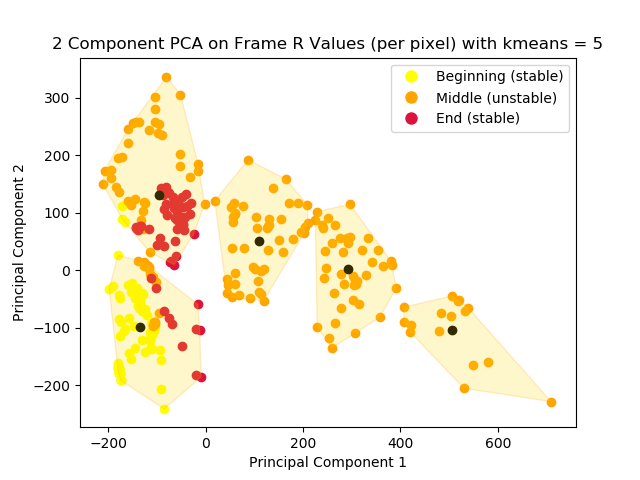 2 Component PCA on Frame R Values (per pixel) with kmeans = 5
Beginning (stable)
Middle (unstable)
End (stable)
Principal Component 2
300
200
100
0
−100
−200
−200
0
200
400
600
Principal Component 1